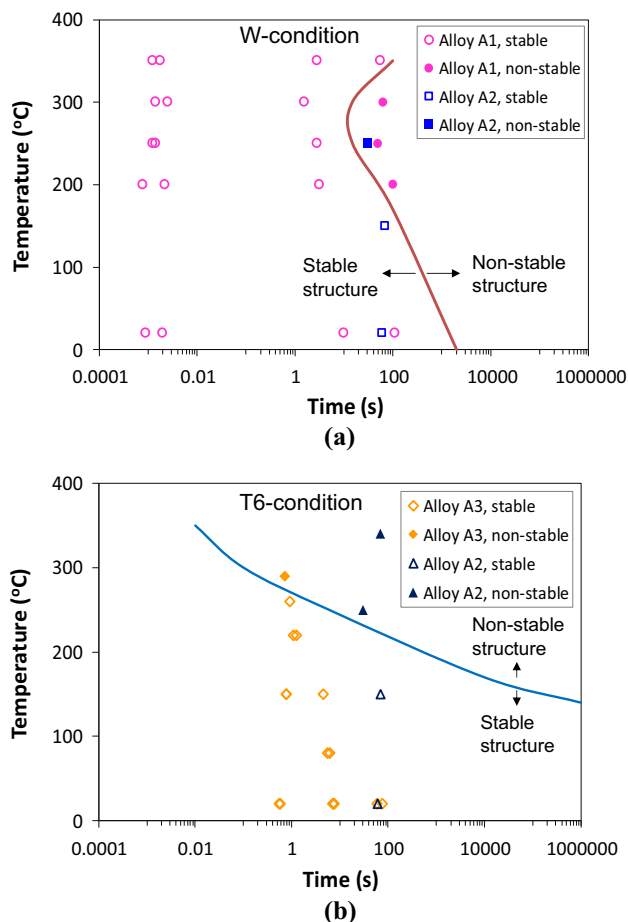 W-condition
Alloy A1, stable
Alloy A1, non-stable
Alloy A2, stable
Alloy A2, non-stable
Temperature (°C)
400
300
200
100
0
Stable
structure
Non-stable
structure
0.0001 0.01 1 100 10000 1000000
Time (s)
(a)
T6-condition
Alloy A3, stable
Alloy A3, non-stable
Alloy A2, stable
Alloy A2, non-stable
Temperature (°C)
400
300
200
100
0
Non-stable
structure
Stable
structure
0.0001 0.01 1 100 10000 1000000
Time (s)
(b)